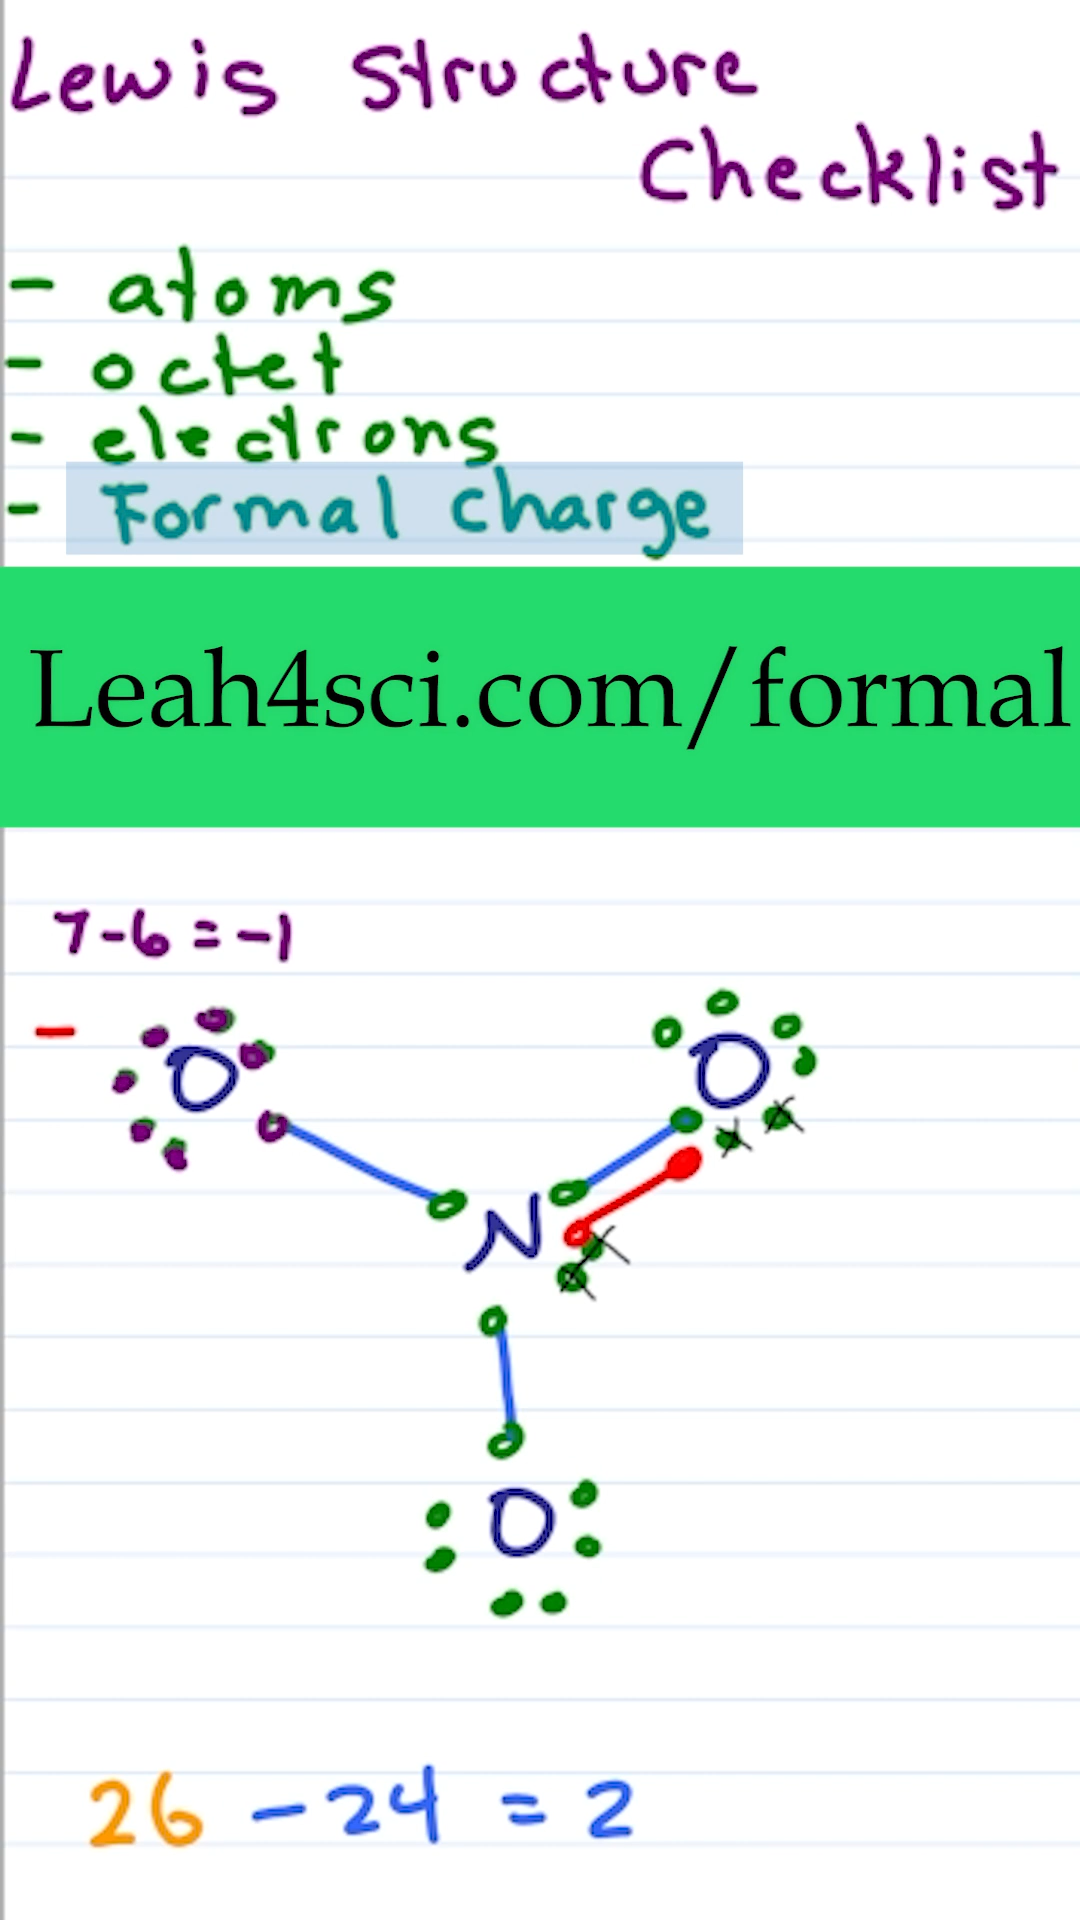 Lewis Structure
Checklist
- atoms
- octet
- electrons
- Formal charge
Leah4sci.com/formal
7-6=-1
-
O O
N
O
26 - 24 = 2